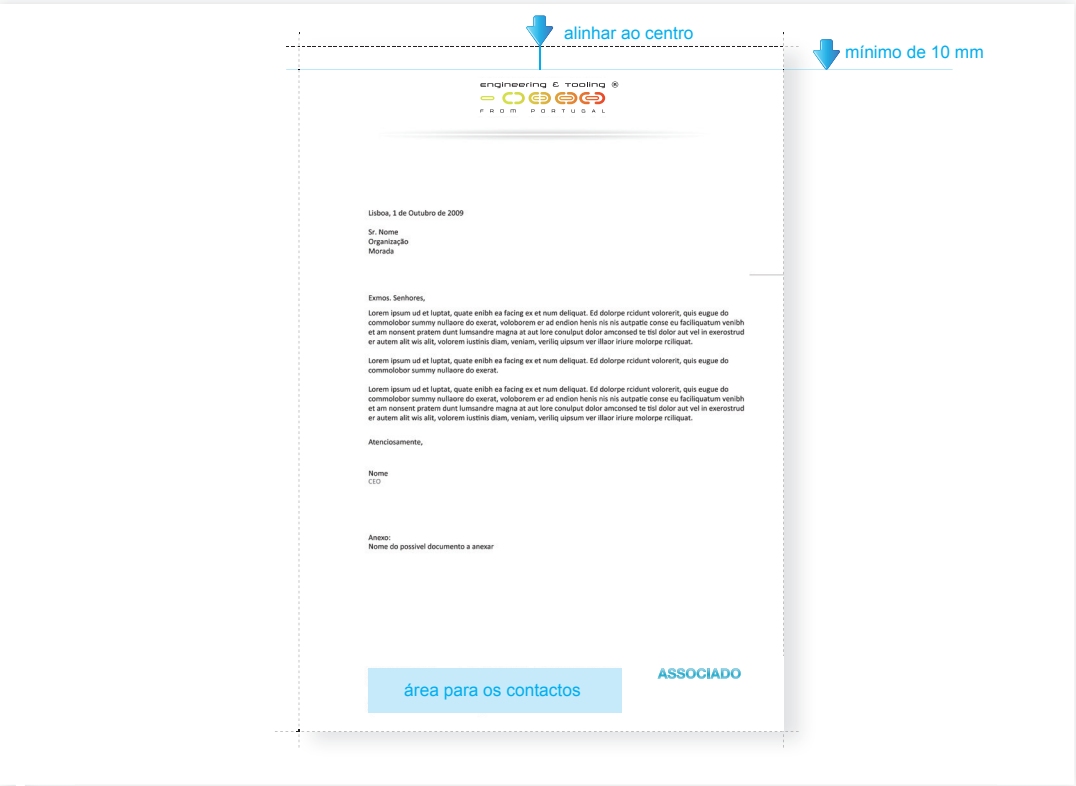 alinhar ao centro
mínimo de 10 mm
engineering & Tooling ®
FROM PORTUGAL
Lisboa, 1 de Outubro de 2009
Sr. Nome
Organização
Morada
Exmos. Senhores,
Lorem ipsum ud et luptat, quate enibh ea facing ex et num deliquat. Ed dolorpe rcidunt volorerit, quis eugue do
commolobor summy nullaore do exerat, voloborem er ad endion henis nis nis autpatie conse eu faciliquatum venibh
et am nonsent pratem dunt lumsandre magna at aut lore conulput dolor amconsed te tisl dolor aut vel in exerostrud
er autem alit wis alit, volorem iustinis diam, veniam, veriliq uipsum ver illaor iriure molorpe rciliquat.
Lorem ipsum ud et luptat, quate enibh ea facing ex et num deliquat. Ed dolorpe rcidunt volorerit, quis eugue do
commolobor summy nullaore do exerat.
Lorem ipsum ud et luptat, quate enibh ea facing ex et num deliquat. Ed dolorpe rcidunt volorerit, quis eugue do
commolobor summy nullaore do exerat, voloborem er ad endion henis nis nis autpatie conse eu faciliquatum venibh
et am nonsent pratem dunt lumsandre magna at aut lore conulput dolor amconsed te tisl dolor aut vel in exerostrud
er autem alit wis alit, volorem iustinis diam, veniam, veriliq uipsum ver illaor iriure molorpe rciliquat.
Atenciosamente,
Nome
CEO
Anexo:
Nome do possivel documento a anexar
ASSOCIADO
área para os contactos